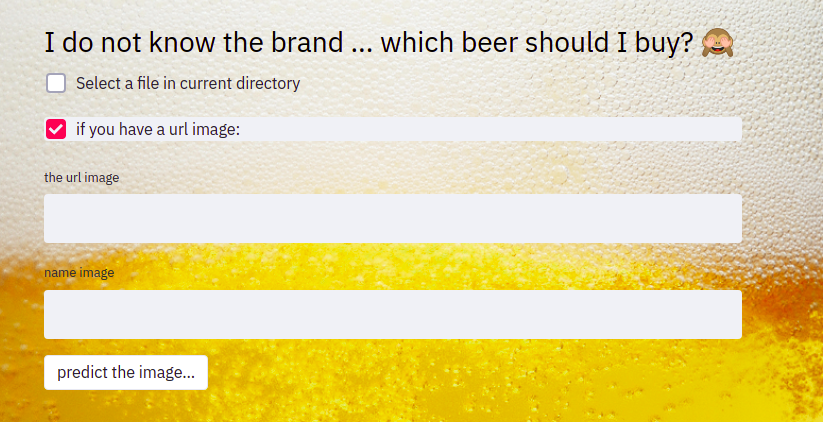 I do not know the brand ... which beer should I buy? 🙈
Select a file in current directory
if you have a url image:
the url image
name image
predict the image...